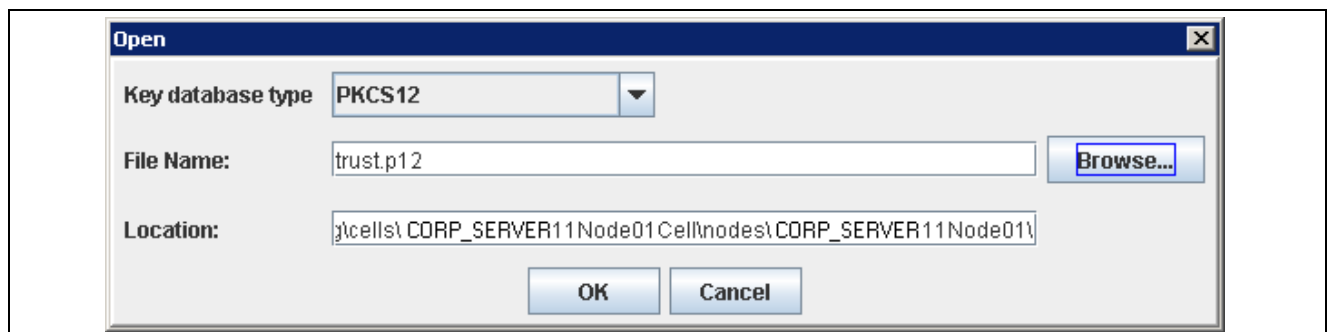 Open
Key database type PKCS12
File Name: trust.p12 Browse...
Location: g\cells\ CORP_SERVER11Node01Cell\nodes\ CORP_SERVER11Node01\
OK Cancel